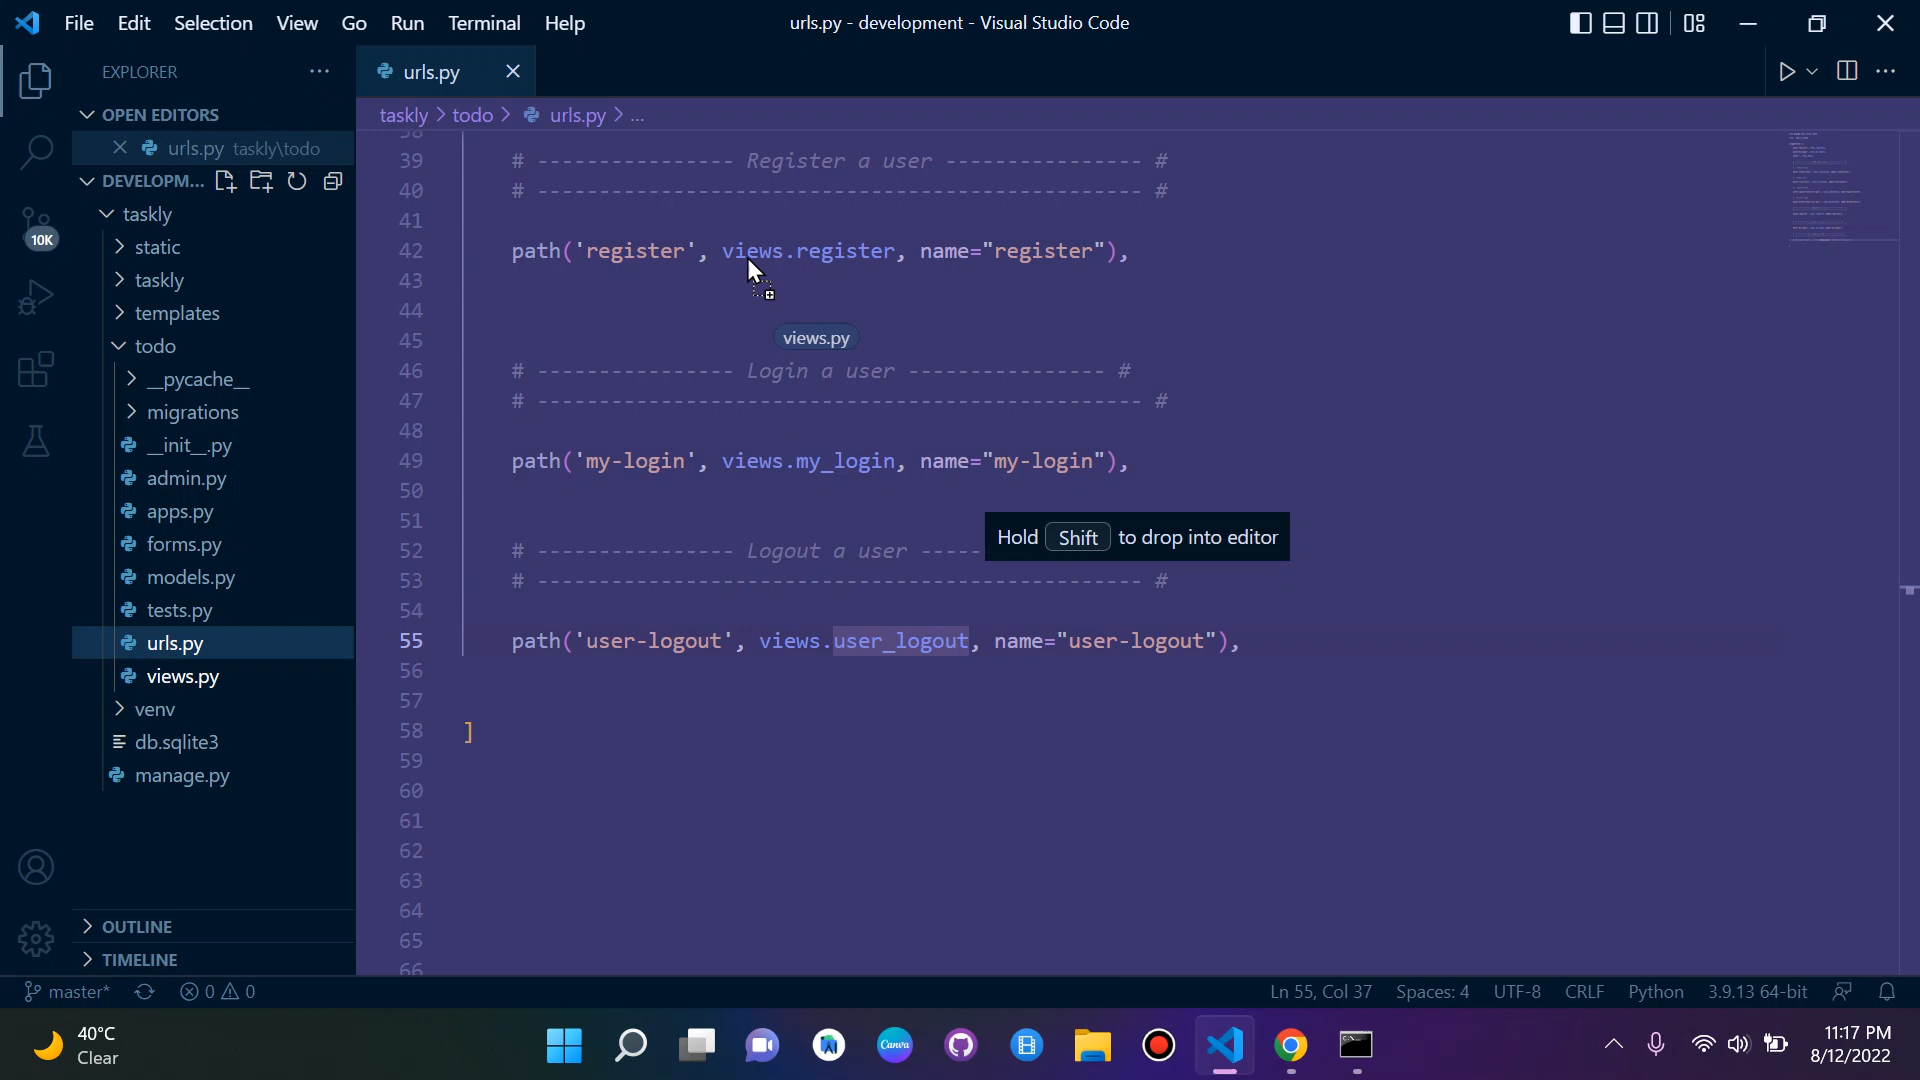 File Edit Selection View Go Run Terminal Help
urls.py - development - Visual Studio Code
EXPLORER
OPEN EDITORS
urls.py taskly\todo
DEVELOPM...
taskly
static
taskly
templates
todo
__pycache__
migrations
__init__.py
admin.py
apps.py
forms.py
models.py
tests.py
urls.py
views.py
venv
db.sqlite3
manage.py
OUTLINE
TIMELINE
10K
urls.py
taskly > todo > urls.py > ...
38
39 # ---------------- Register a user ---------------- #
40 # ------------------------------------------------- #
41
42 path('register', views.register, name="register"),
43
44
45
views.py
46 # ---------------- Login a user ---------------- #
47 # ------------------------------------------------- #
48
49 path('my-login', views.my_login, name="my-login"),
50
51
Hold Shift to drop into editor
52 # ---------------- Logout a user -----
53 # ------------------------------------------------- #
54
55 path('user-logout', views.user_logout, name="user-logout"),
56
57
58 ]
59
60
61
62
63
64
65
66
master* 0 0 Ln 55, Col 37 Spaces: 4 UTF-8 CRLF Python 3.9.13 64-bit
40°C
Clear
Canva
11:17 PM
8/12/2022